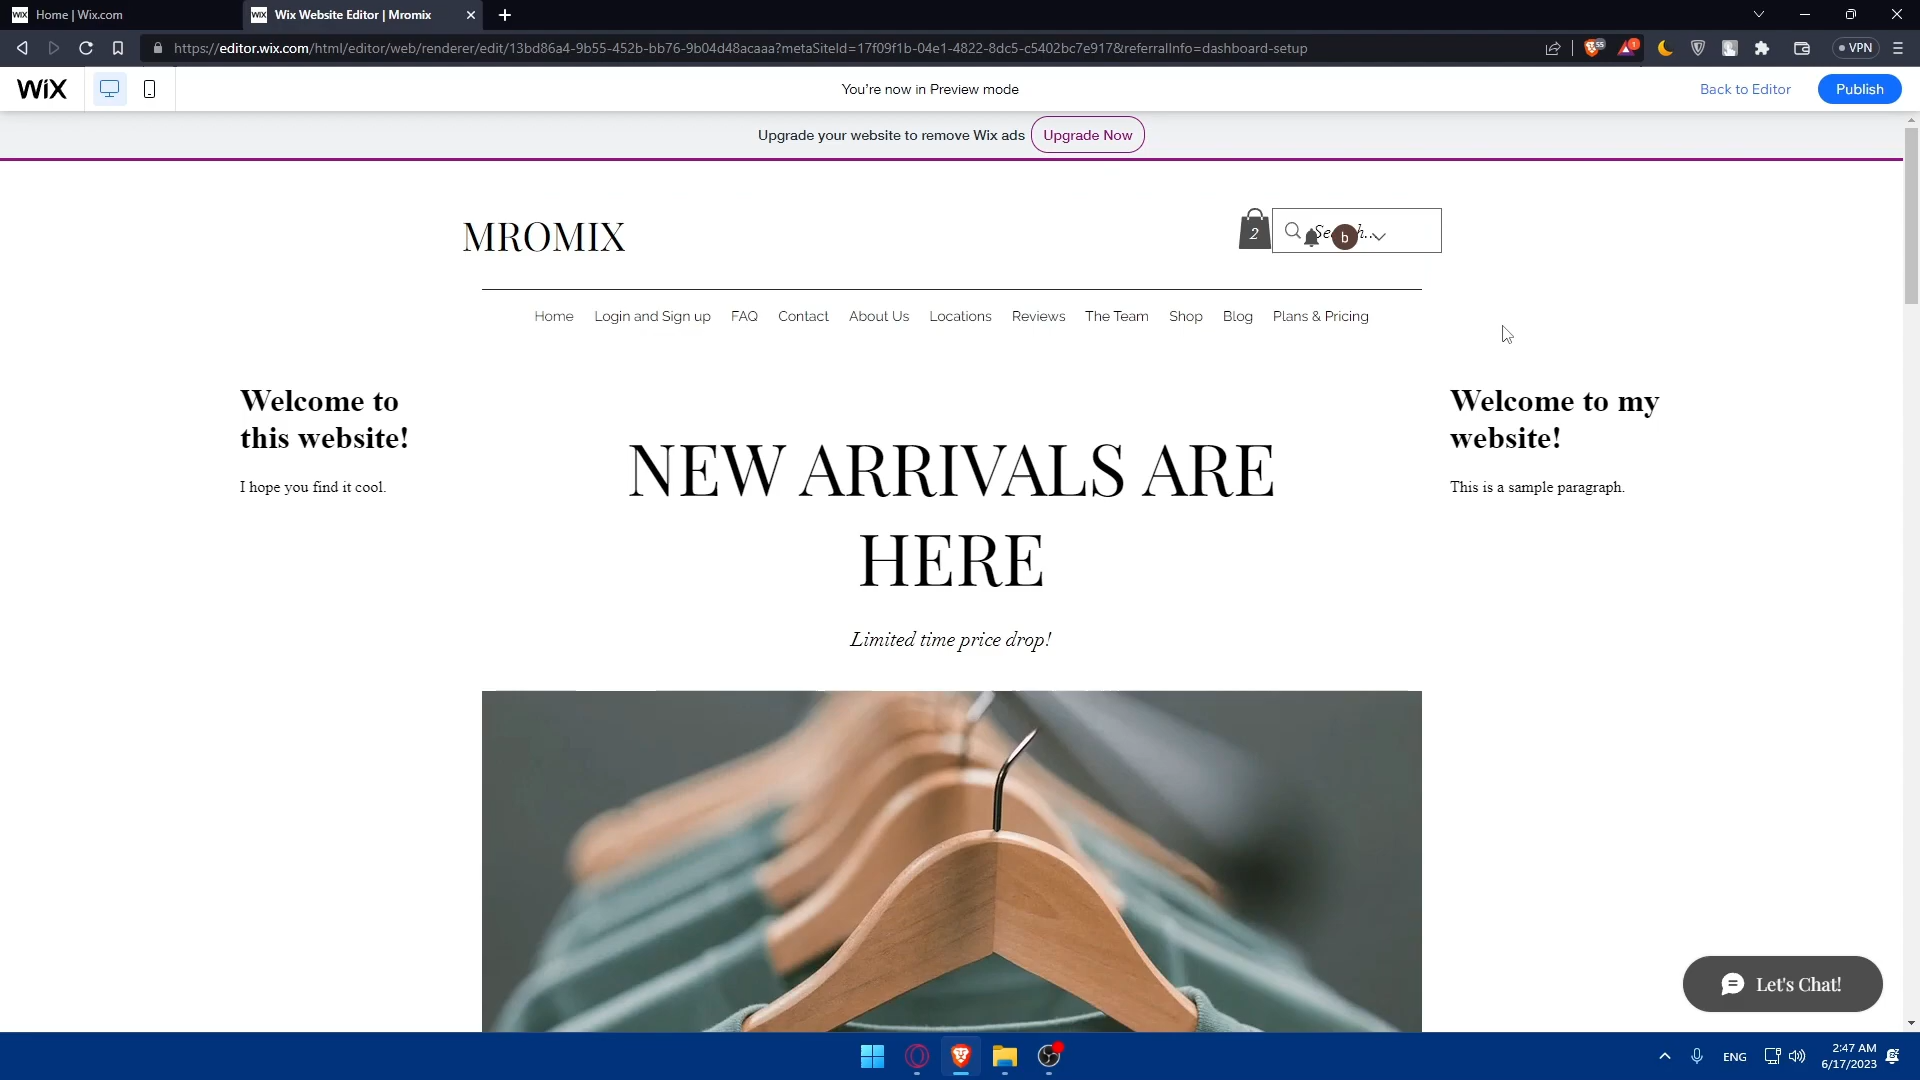 Home | Wix.com
Wix Website Editor | Mromix
https://editor.wix.com/html/editor/web/renderer/edit/13bd86a4-9b55-452b-bb76-9b04d48acaaa?metaSiteId=17f09f1b-04e1-4822-8dc5-c5402bc7e917&referralInfo=dashboard-setup
55
1
VPN
WiX
You're now in Preview mode
Back to Editor
Publish
Upgrade your website to remove Wix ads
Upgrade Now
MROMIX
2
b
Home
Login and Sign up
FAQ
Contact
About Us
Locations
Reviews
The Team
Shop
Blog
Plans & Pricing
Welcome to
this website!
I hope you find it cool.
NEW ARRIVALS ARE
HERE
Limited time price drop!
Welcome to my
website!
This is a sample paragraph.
Let's Chat!
ENG
2:47 AM
6/17/2023